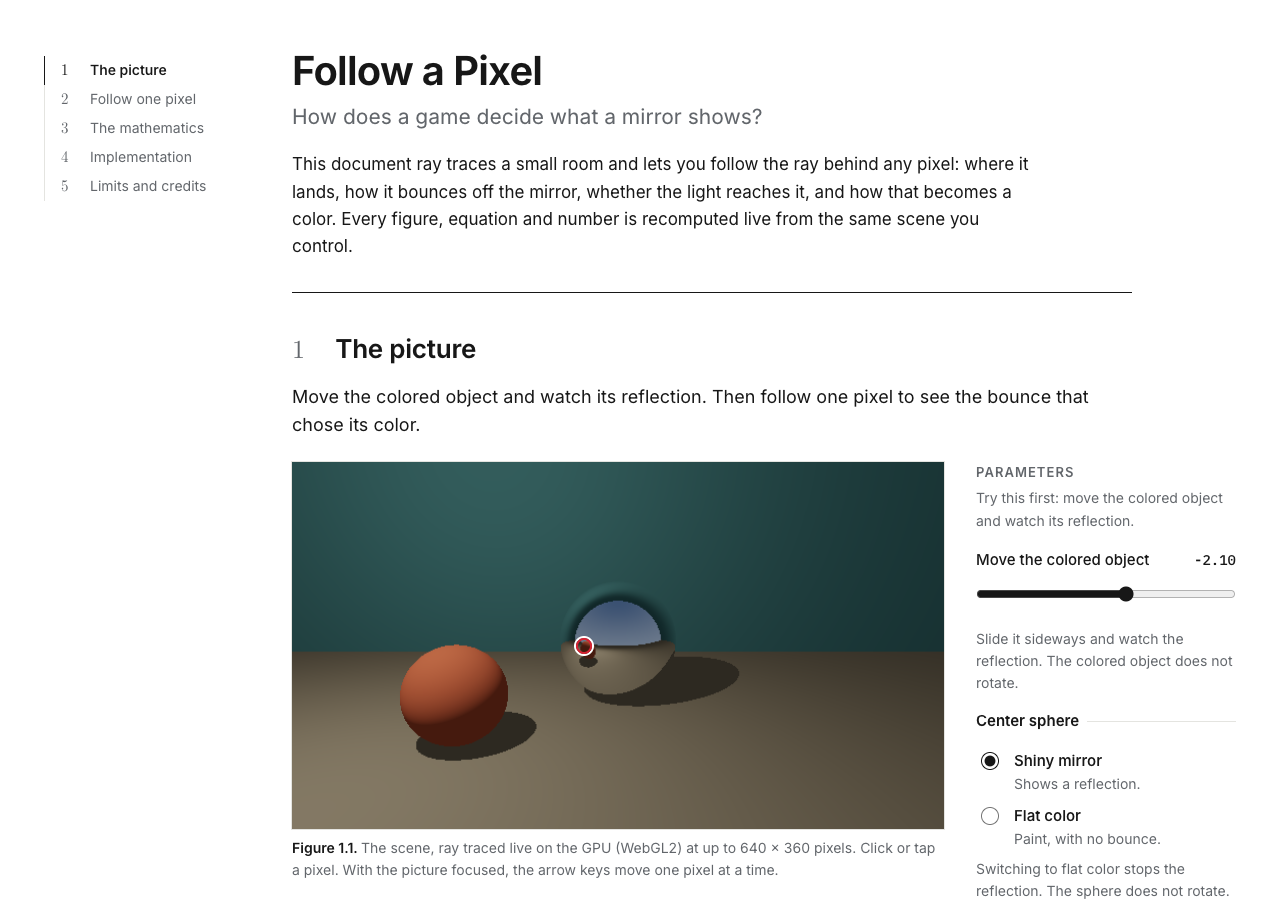 1 The picture
2 Follow one pixel
3 The mathematics
4 Implementation
5 Limits and credits
Follow a Pixel
How does a game decide what a mirror shows?
This document ray traces a small room and lets you follow the ray behind any pixel: where it
lands, how it bounces off the mirror, whether the light reaches it, and how that becomes a
color. Every figure, equation and number is recomputed live from the same scene you
control.
1 The picture
Move the colored object and watch its reflection. Then follow one pixel to see the bounce that
chose its color.
Figure 1.1. The scene, ray traced live on the GPU (WebGL2) at up to 640 × 360 pixels. Click or tap
a pixel. With the picture focused, the arrow keys move one pixel at a time.
PARAMETERS
Try this first: move the colored object
and watch its reflection.
Move the colored object -2.10
Slide it sideways and watch the
reflection. The colored object does not
rotate.
Center sphere
Shiny mirror
Shows a reflection.
Flat color
Paint, with no bounce.
Switching to flat color stops the
reflection. The sphere does not rotate.